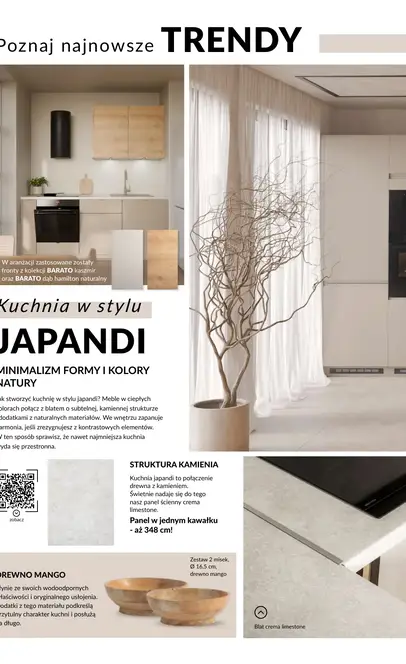 Poznaj najnowsze TRENDY
W aranżacji zastosowane zostały
fronty z kolekcji BARATO kaszmir
oraz BARATO dąb hamilton naturalny
Kuchnia w stylu
JAPANDI
MINIMALIZM FORMY I KOLORY
NATURY
ak stworzyć kuchnię w stylu japandi? Meble w ciepłych
kolorach połącz z blatem o subtelnej, kamiennej strukturze
dodatkami z naturalnych materiałów. We wnętrzu zapanuje
armonia, jeśli zrezygnujesz z kontrastowych elementów.
W ten sposób sprawisz, że nawet najmniejsza kuchnia
wyda się przestronna.
zobacz
STRUKTURA KAMIENIA
Kuchnia japandi to połączenie
drewna z kamieniem.
Świetnie nadaje się do tego
nasz panel ścienny crema
limestone.
Panel w jednym kawałku
- aż 348 cm!
DREWNO MANGO
łynie ze swoich wodoodpornych
właściwości i oryginalnego usłojenia.
Dodatki z tego materiału podkreślą
przytulny charakter kuchni i posłużą
a długo.
Zestaw 2 misek,
Ø 16,5 cm,
drewno mango
Blat crema limestone